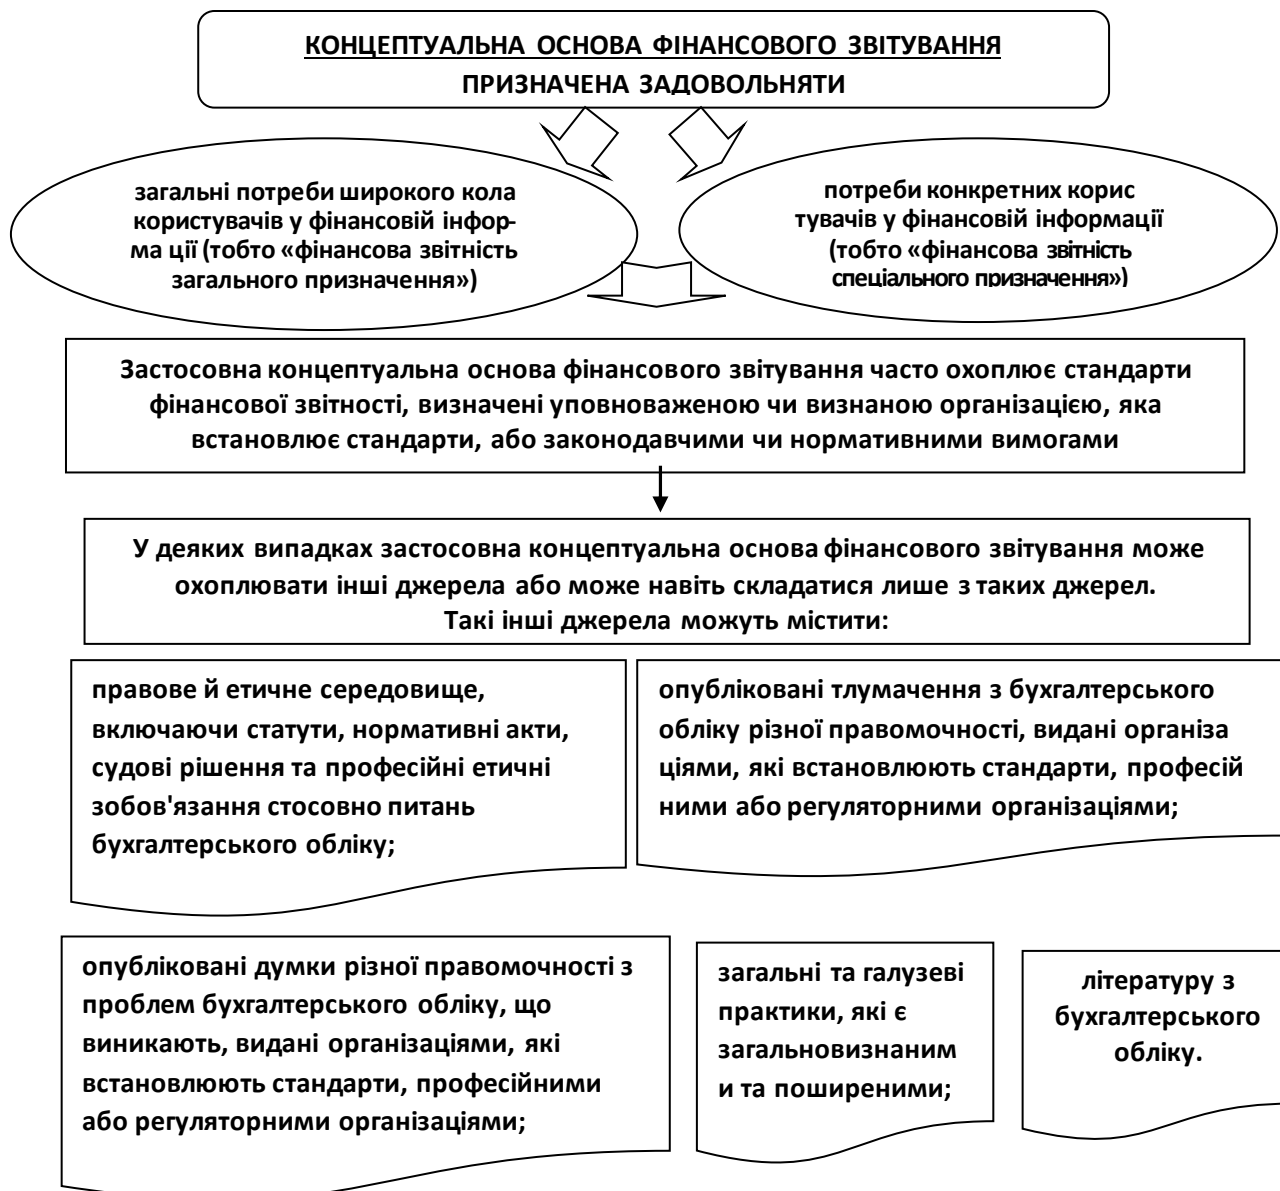 КОНЦЕПТУАЛЬНА ОСНОВА ФІНАНСОВОГО ЗВІТУВАННЯ
ПРИЗНАЧЕНА ЗАДОВОЛЬНЯТИ
загальні потреби широкого кола
користувачів у фінансовій інфор-
ма ції (тобто «фінансова звітність
загального призначення»)
потреби конкретних корис
тувачів у фінансовій інформації
(тобто «фінансова звітність
спеціального призначення»)
Застосовна концептуальна основа фінансового звітування часто охоплює стандарти
фінансової звітності, визначені уповноваженою чи визнаною організацією, яка
встановлює стандарти, або законодавчими чи нормативними вимогами
У деяких випадках застосовна концептуальна основа фінансового звітування може
охоплювати інші джерела або може навіть складатися лише з таких джерел.
Такі інші джерела можуть містити:
правове й етичне середовище,
включаючи статути, нормативні акти,
судові рішення та професійні етичні
зобов'язання стосовно питань
бухгалтерського обліку;
опубліковані тлумачення з бухгалтерського
обліку різної правомочності, видані організа
ціями, які встановлюють стандарти, професій
ними або регуляторними організаціями;
опубліковані думки різної правомочності з
проблем бухгалтерського обліку, що
виникають, видані організаціями, які
встановлюють стандарти, професійними
або регуляторними організаціями;
загальні та галузеві
практики, які є
загальновизнаним
и та поширеними;
літературу з
бухгалтерського
обліку.